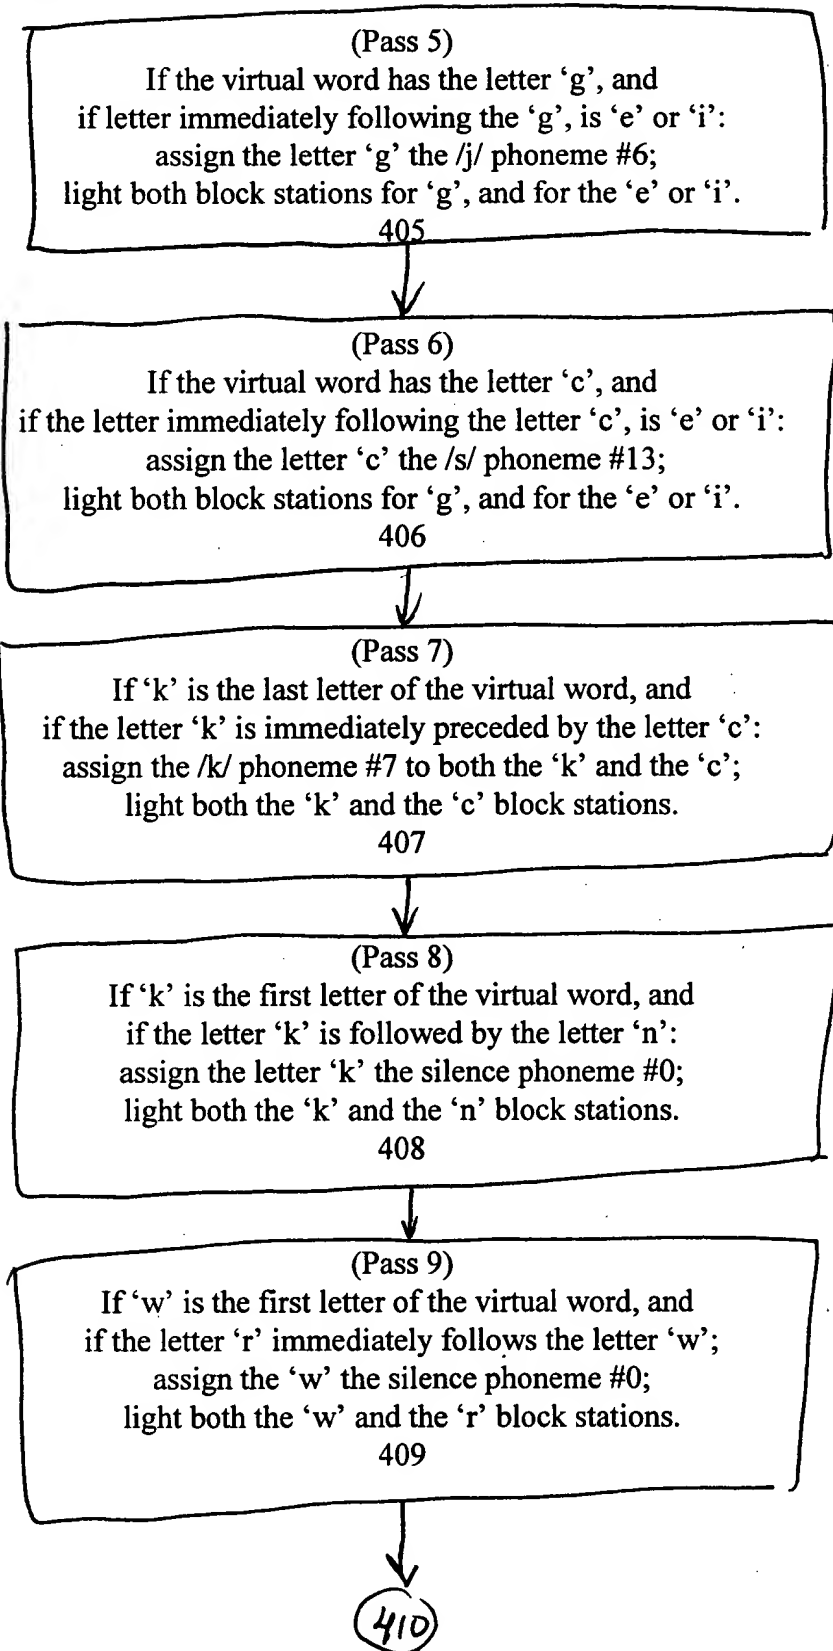 (Pass 5)
If the virtual word has the letter ‘g’, and
if letter immediately following the ‘g’, is ‘e’ or ‘i’:
assign the letter ‘g’ the /j/ phoneme #6;
light both block stations for ‘g’, and for the ‘e’ or ‘i’.
405
(Pass 6)
If the virtual word has the letter ‘c’, and
if the letter immediately following the letter ‘c’, is ‘e’ or ‘i’:
assign the letter ‘c’ the /s/ phoneme #13;
light both block stations for ‘g’, and for the ‘e’ or ‘i’.
406
(Pass 7)
If ‘k’ is the last letter of the virtual word, and
if the letter ‘k’ is immediately preceded by the letter ‘c’:
assign the /k/ phoneme #7 to both the ‘k’ and the ‘c’;
light both the ‘k’ and the ‘c’ block stations.
407
(Pass 8)
If ‘k’ is the first letter of the virtual word, and
if the letter ‘k’ is followed by the letter ‘n’:
assign the letter ‘k’ the silence phoneme #0;
light both the ‘k’ and the ‘n’ block stations.
408
(Pass 9)
If ‘w’ is the first letter of the virtual word, and
if the letter ‘r’ immediately follows the letter ‘w’;
assign the ‘w’ the silence phoneme #0;
light both the ‘w’ and the ‘r’ block stations.
409
410